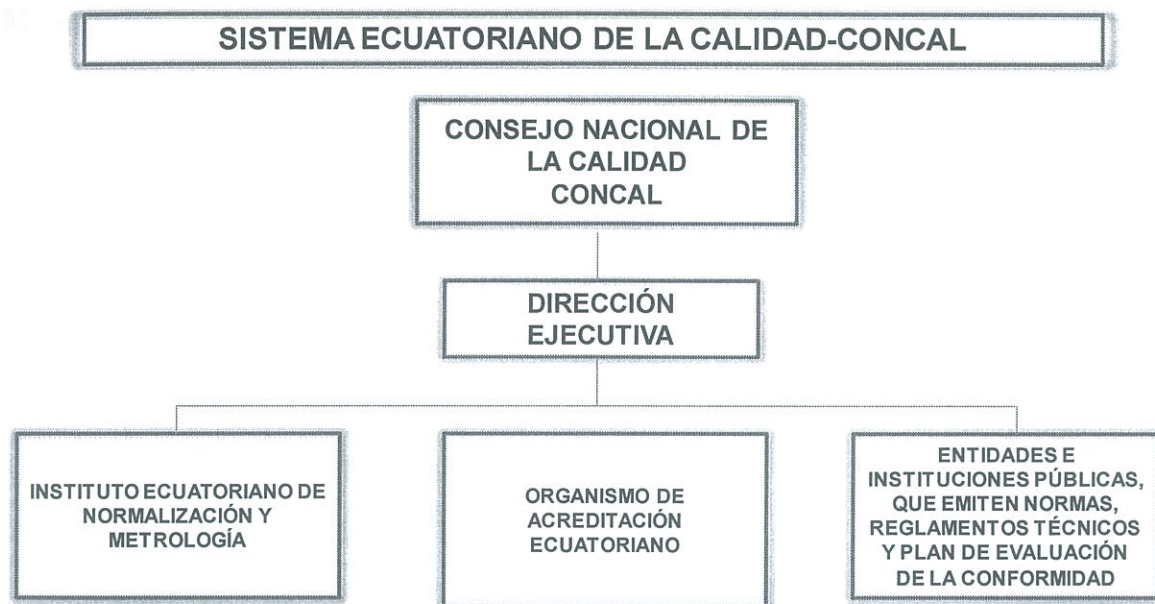 SISTEMA ECUATORIANO DE LA CALIDAD-CONCAL
CONSEJO NACIONAL DE
LA CALIDAD
CONCAL
DIRECCIÓN
EJECUTIVA
INSTITUTO ECUATORIANO DE
NORMALIZACIÓN Y
METROLOGÍA
ORGANISMO DE
ACREDITACIÓN
ECUATORIANO
ENTIDADES E
INSTITUCIONES PÚBLICAS,
QUE EMITEN NORMAS,
REGLAMENTOS TÉCNICOS
Y PLAN DE EVALUACIÓN
DE LA CONFORMIDAD